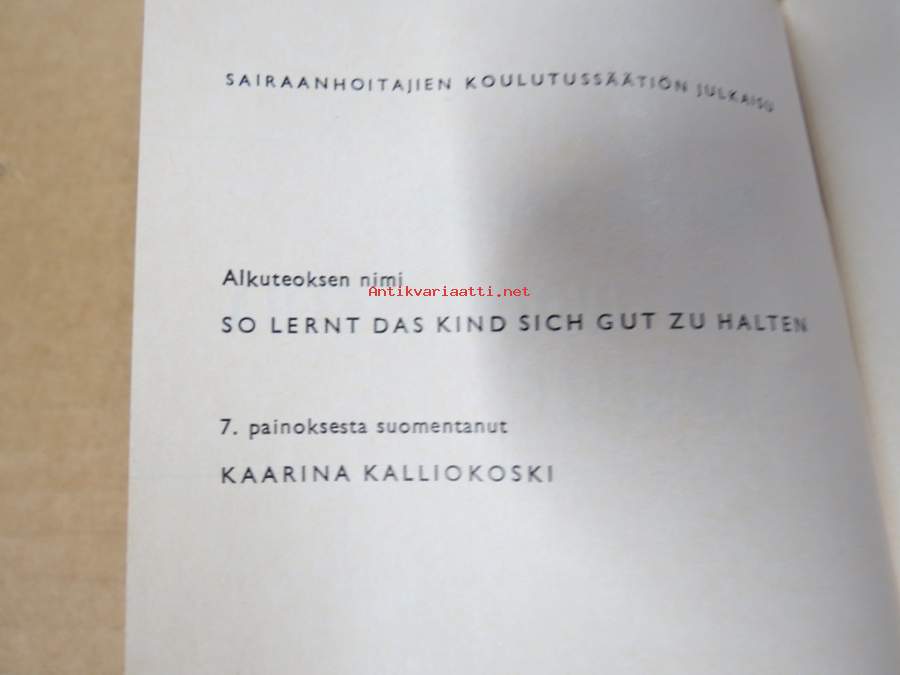 SAIRAANHOITAJIEN KOULUTUSSÄÄTIÖN JULKAISU
Alkuteoksen nimi
Antikvariaatti.net
SO LERNT DAS KIND SICH GUT ZU HALTEN
7. painoksesta suomentanut
KAARINA KALLIOKOSKI